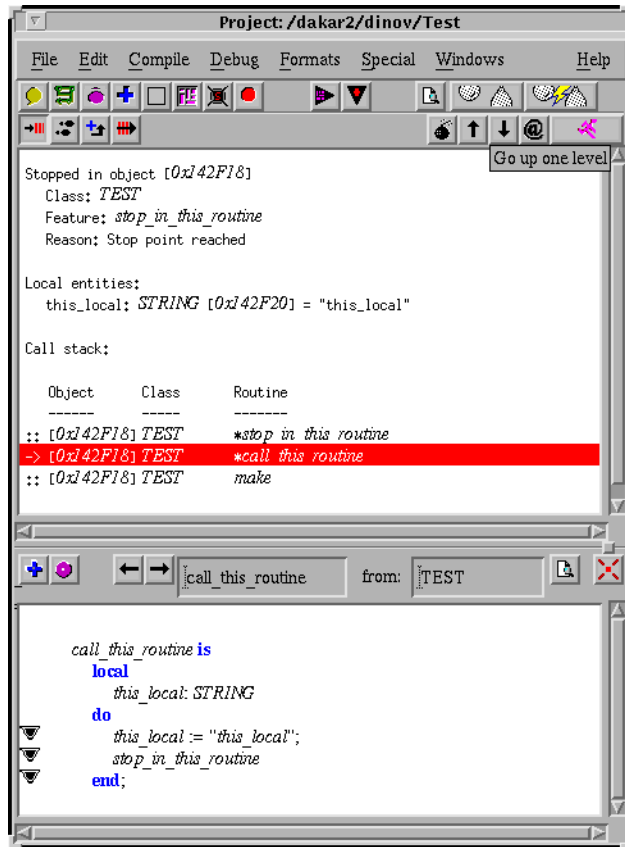 Project: /dakar2/dinov/Test
File Edit Compile Debug Formats Special Windows Help
Go up one level
Stopped in object [0x142F18]
Class: TEST
Feature: stop_in_this_routine
Reason: Stop point reached
Local entities:
this_local: STRING [0x142F20] = "this_local"
Call stack:
Object Class Routine
------ ----- -------
:: [0x142F18] TEST *stop_in_this_routine
-> [0x142F18] TEST *call_this_routine
:: [0x142F18] TEST make
call_this_routine from: TEST
call_this_routine is
local
this_local: STRING
do
this_local := "this_local";
stop_in_this_routine
end;